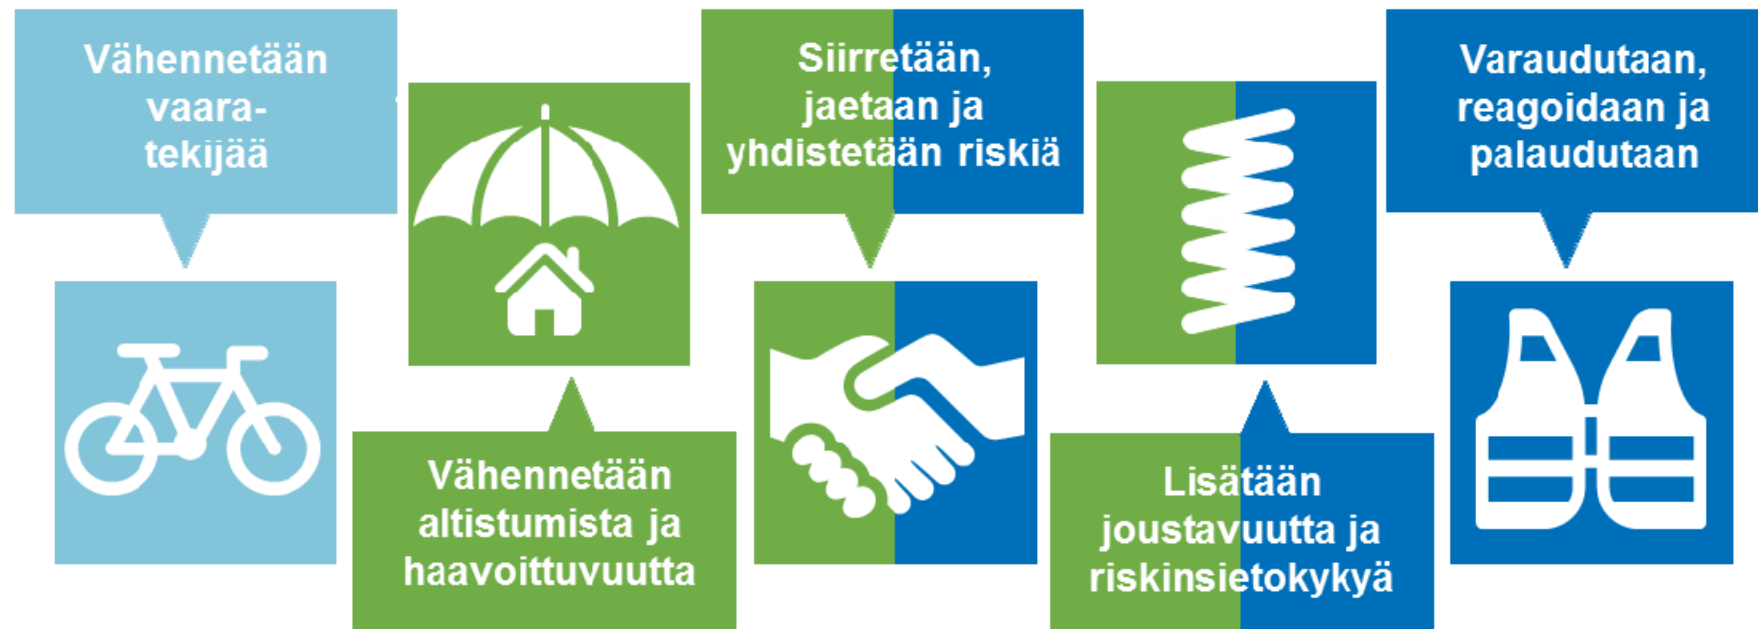 Vähennetään
vaara-
tekijää
Vähennetään
altistumista ja
haavoittuvuutta
Siirretään,
jaetaan ja
yhdistetään riskiä
Lisätään
joustavuutta ja
riskinsietokykyä
Varaudutaan,
reagoidaan ja
palaudutaan